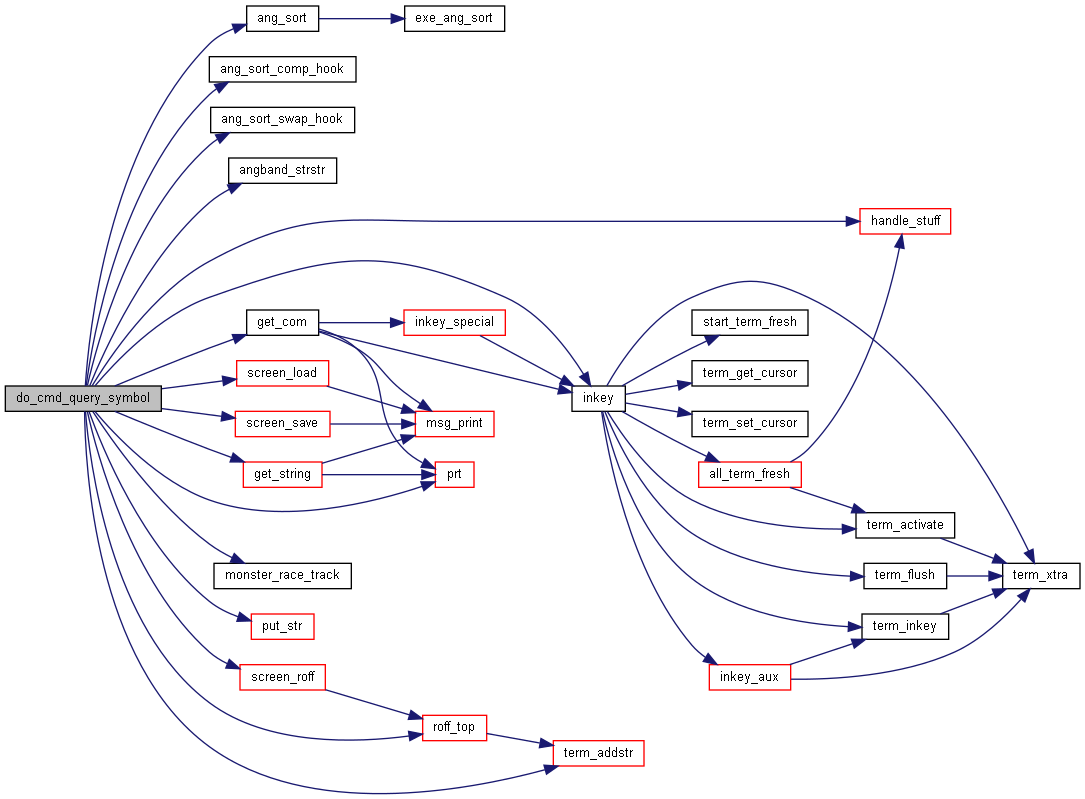 ang_sort
exe_ang_sort
ang_sort_comp_hook
ang_sort_swap_hook
angband_strstr
handle_stuff
get_com
inkey_special
start_term_fresh
screen_load
term_get_cursor
do_cmd_query_symbol
inkey
screen_save
msg_print
term_set_cursor
get_string
prt
all_term_fresh
term_activate
monster_race_track
term_flush
term_xtra
put_str
term_inkey
screen_roff
inkey_aux
roff_top
term_addstr